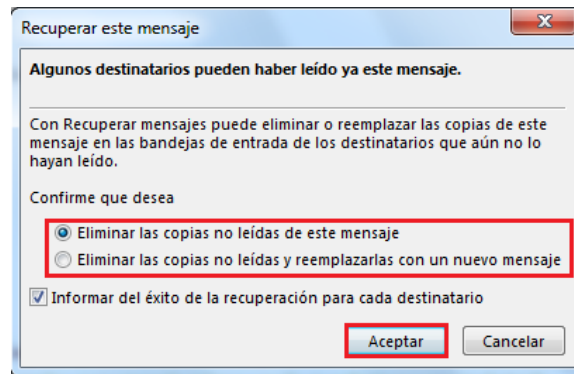 Recuperar este mensaje
Algunos destinatarios pueden haber leído ya este mensaje.
Con Recuperar mensajes puede eliminar o reemplazar las copias de este
mensaje en las bandejas de entrada de los destinatarios que aún no lo
hayan leído.
Confirme que desea
Eliminar las copias no leídas de este mensaje
Eliminar las copias no leídas y reemplazarlas con un nuevo mensaje
Informar del éxito de la recuperación para cada destinatario
Aceptar Cancelar